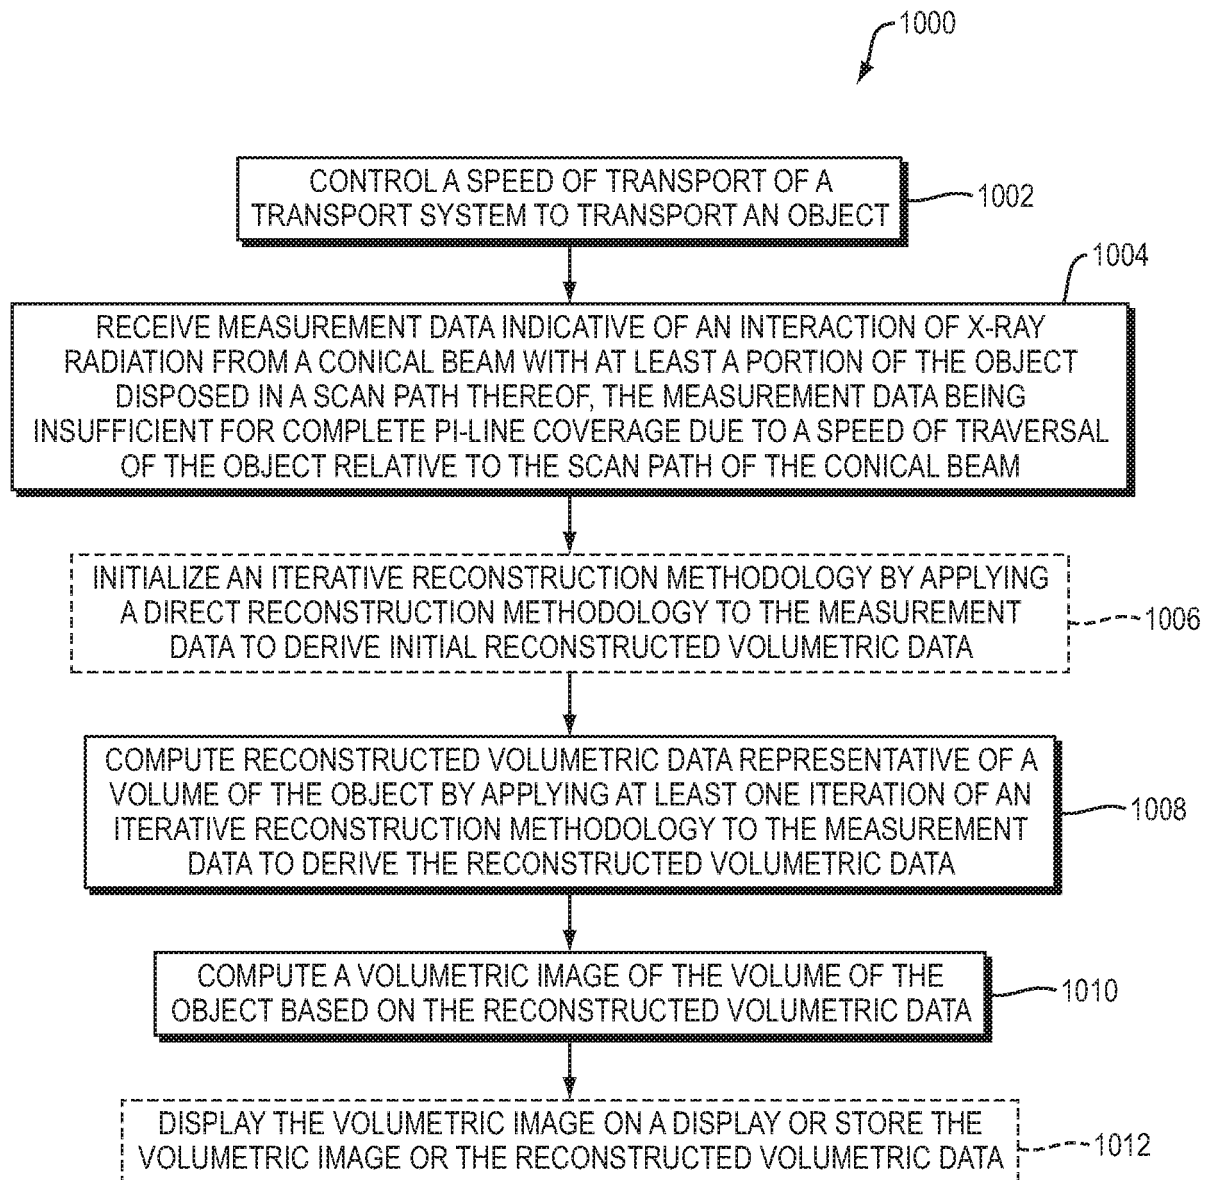 1000
CONTROL A SPEED OF TRANSPORT OF A
TRANSPORT SYSTEM TO TRANSPORT AN OBJECT
1002
1004
RECEIVE MEASUREMENT DATA INDICATIVE OF AN INTERACTION OF X-RAY
RADIATION FROM A CONICAL BEAM WITH AT LEAST A PORTION OF THE OBJECT
DISPOSED IN A SCAN PATH THEREOF, THE MEASUREMENT DATA BEING
INSUFFICIENT FOR COMPLETE PI-LINE COVERAGE DUE TO A SPEED OF TRAVERSAL
OF THE OBJECT RELATIVE TO THE SCAN PATH OF THE CONICAL BEAM
INITIALIZE AN ITERATIVE RECONSTRUCTION METHODOLOGY BY APPLYING
A DIRECT RECONSTRUCTION METHODOLOGY TO THE MEASUREMENT
DATA TO DERIVE INITIAL RECONSTRUCTED VOLUMETRIC DATA
1006
COMPUTE RECONSTRUCTED VOLUMETRIC DATA REPRESENTATIVE OF A
VOLUME OF THE OBJECT BY APPLYING AT LEAST ONE ITERATION OF AN
ITERATIVE RECONSTRUCTION METHODOLOGY TO THE MEASUREMENT
DATA TO DERIVE THE RECONSTRUCTED VOLUMETRIC DATA
1008
COMPUTE A VOLUMETRIC IMAGE OF THE VOLUME OF THE
OBJECT BASED ON THE RECONSTRUCTED VOLUMETRIC DATA
1010
DISPLAY THE VOLUMETRIC IMAGE ON A DISPLAY OR STORE THE
VOLUMETRIC IMAGE OR THE RECONSTRUCTED VOLUMETRIC DATA
1012